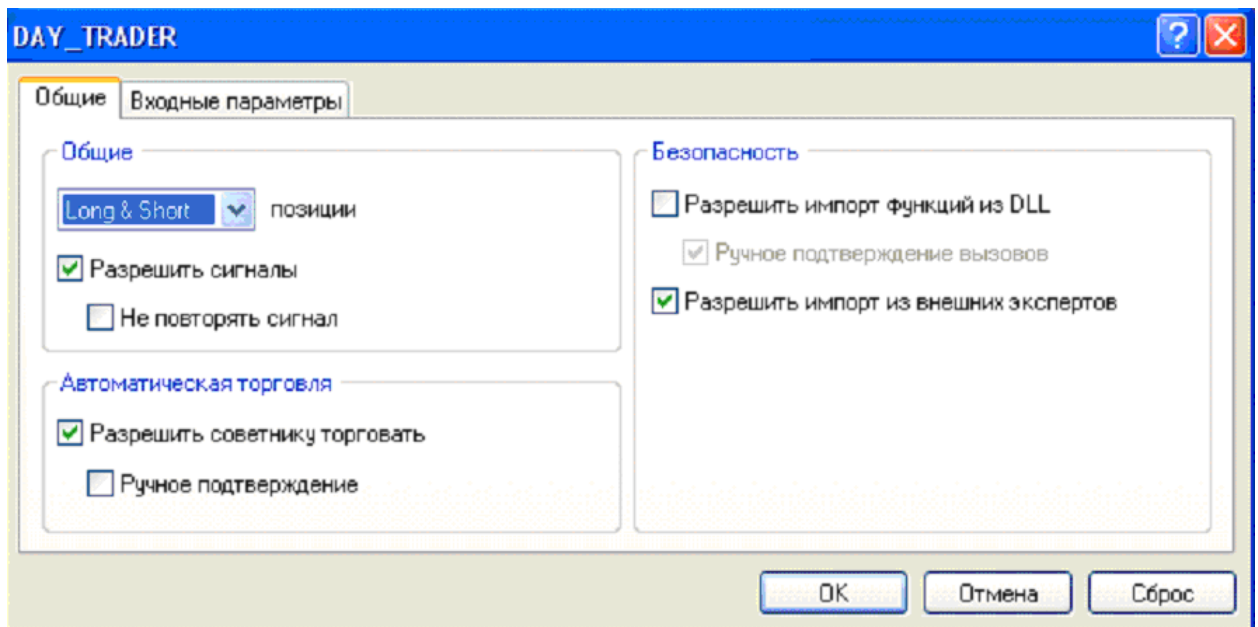 DAY_TRADER
Общие
Входные параметры
Общие
Long & Short
позиции
Разрешить сигналы
Не повторять сигнал
Автоматическая торговля
Разрешить советнику торговать
Ручное подтверждение
Безопасность
Разрешить импорт функций из DLL
Ручное подтверждение вызовов
Разрешить импорт из внешних экспертов
OK
Отмена
Сброс